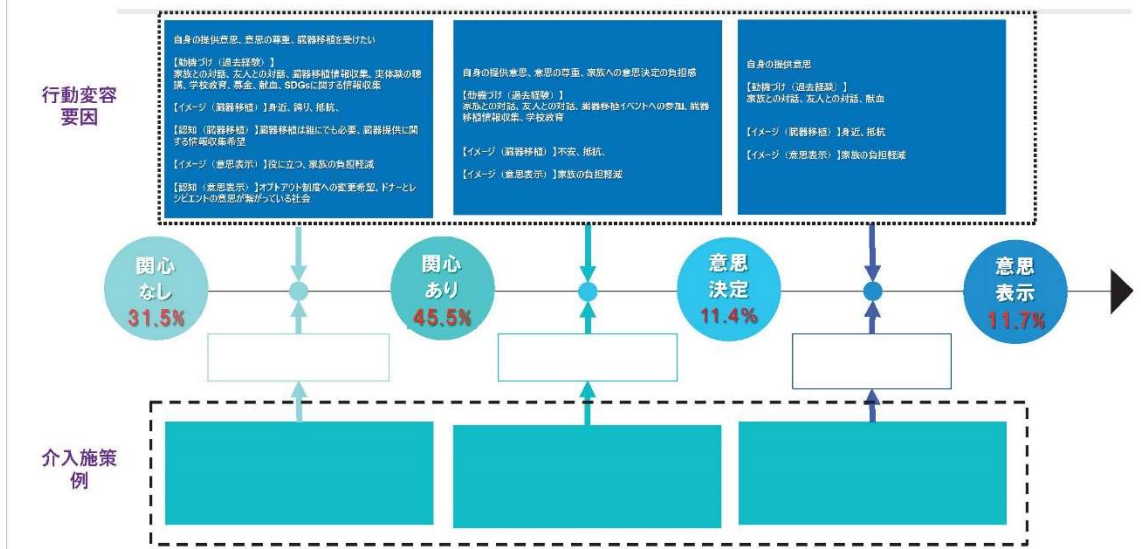 行動変容
要因
自身の提供意思、意思の尊重、臓器移植を受けたい
【動機づけ（過去経験）】
家族との対話、友人との対話、臓器移植情報収集、実体験の聴
講、学校教育、募金、献血、SDGsに関する情報収集
【イメージ（臓器移植）】身近、誇り、抵抗、
【認知（臓器移植）】臓器移植は誰にでも必要、臓器提供に関
する情報収集希望
【イメージ（意思表示）】役に立つ、家族の負担軽減
【認知（意思表示）】オプトアウト制度への変更希望、ドナーとレ
シピエントの意思が繋がっている社会
自身の提供意思、意思の尊重、家族への意思決定の負担感
【動機づけ（過去経験）】
家族との対話、友人との対話、臓器移植イベントへの参加、臓器
移植情報収集、学校教育
【イメージ（臓器移植）】不安、抵抗、
【イメージ（意思表示）】家族の負担軽減
自身の提供意思
【動機づけ（過去経験）】
家族との対話、友人との対話、献血
【イメージ（臓器移植）】身近、抵抗
【イメージ（意思表示）】家族の負担軽減
関心
なし
31.5%
関心
あり
45.5%
意思
決定
11.4%
意思
表示
11.7%
介入施策
例